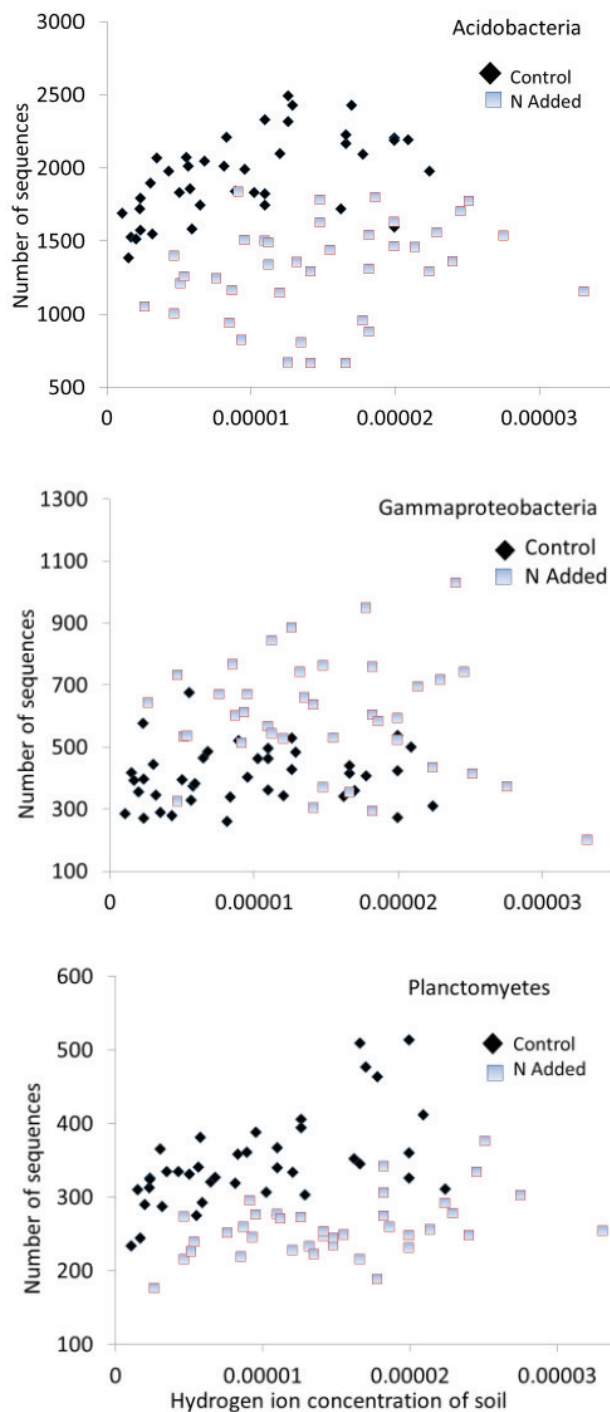 3000
Acidobacteria
Control
N Added
2500
2000
1500
1000
500
Number of sequences
0
0.00001
0.00002
0.00003
1300
Gammaproteobacteria
Control
N Added
1100
900
700
500
300
100
Number of sequences
0
0.00001
0.00002
0.00003
600
Planctomyetes
Control
N Added
500
400
300
200
100
Number of sequences
0
0.00001
0.00002
0.00003
Hydrogen ion concentration of soil